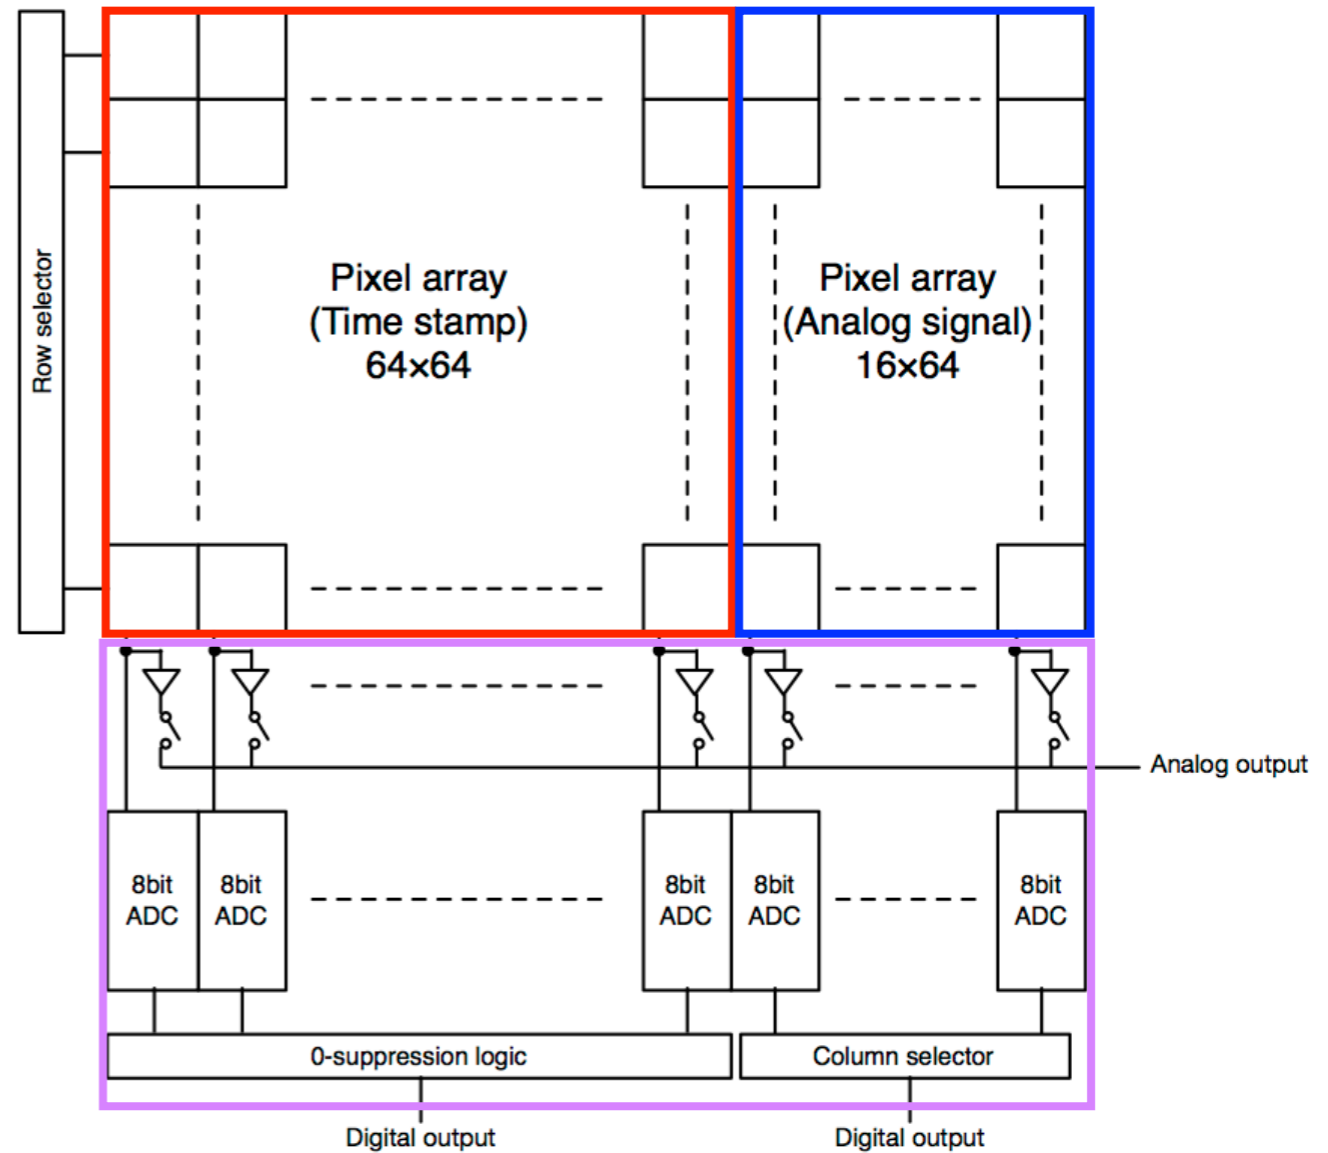 Row selector
Pixel array
(Time stamp)
64×64
Pixel array
(Analog signal)
16×64
Analog output
8bit
ADC
8bit
ADC
8bit
ADC
8bit
ADC
8bit
ADC
0-suppression logic
Column selector
Digital output
Digital output